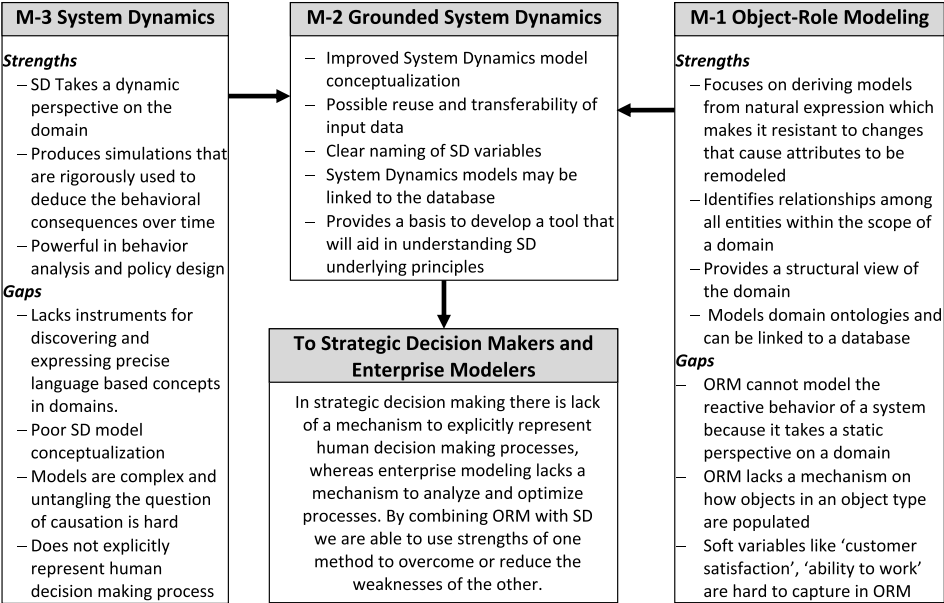 M-3 System Dynamics
Strengths
– SD Takes a dynamic
perspective on the
domain
– Produces simulations that
are rigorously used to
deduce the behavioral
consequences over time
– Powerful in behavior
analysis and policy design
Gaps
– Lacks instruments for
discovering and
expressing precise
language based concepts
in domains.
– Poor SD model
conceptualization
– Models are complex and
untangling the question
of causation is hard
– Does not explicitly
represent human
decision making process
M-2 Grounded System Dynamics
– Improved System Dynamics model
conceptualization
– Possible reuse and transferability of
input data
– Clear naming of SD variables
– System Dynamics models may be
linked to the database
– Provides a basis to develop a tool that
will aid in understanding SD
underlying principles
To Strategic Decision Makers and
Enterprise Modelers
In strategic decision making there is lack
of a mechanism to explicitly represent
human decision making processes,
whereas enterprise modeling lacks a
mechanism to analyze and optimize
processes. By combining ORM with SD
we are able to use strengths of one
method to overcome or reduce the
weaknesses of the other.
M-1 Object-Role Modeling
Strengths
– Focuses on deriving models
from natural expression which
makes it resistant to changes
that cause attributes to be
remodeled
– Identifies relationships among
all entities within the scope of
a domain
– Provides a structural view of
the domain
– Models domain ontologies and
can be linked to a database
Gaps
– ORM cannot model the
reactive behavior of a system
because it takes a static
perspective on a domain
– ORM lacks a mechanism on
how objects in an object type
are populated
– Soft variables like ‘customer
satisfaction’, ‘ability to work’
are hard to capture in ORM